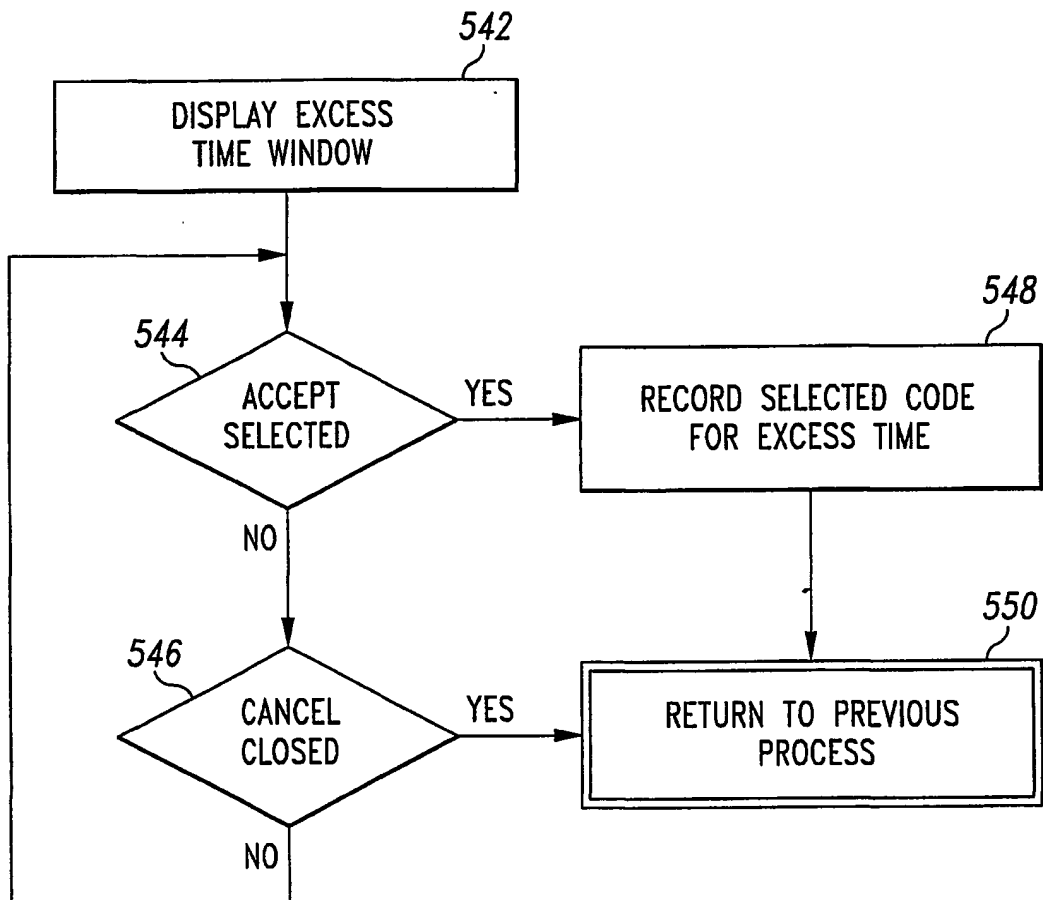 542
DISPLAY EXCESS
TIME WINDOW
544
ACCEPT
SELECTED
YES
548
RECORD SELECTED CODE
FOR EXCESS TIME
NO
546
CANCEL
CLOSED
YES
550
RETURN TO PREVIOUS
PROCESS
NO